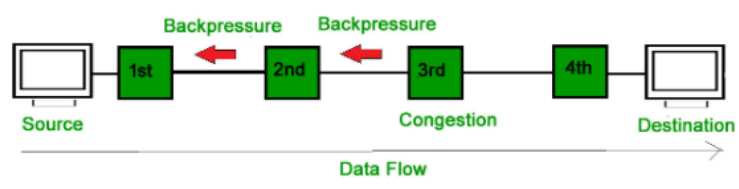 Backpressure Backpressure
1st 2nd 3rd 4th
Source Congestion Destination
Data Flow